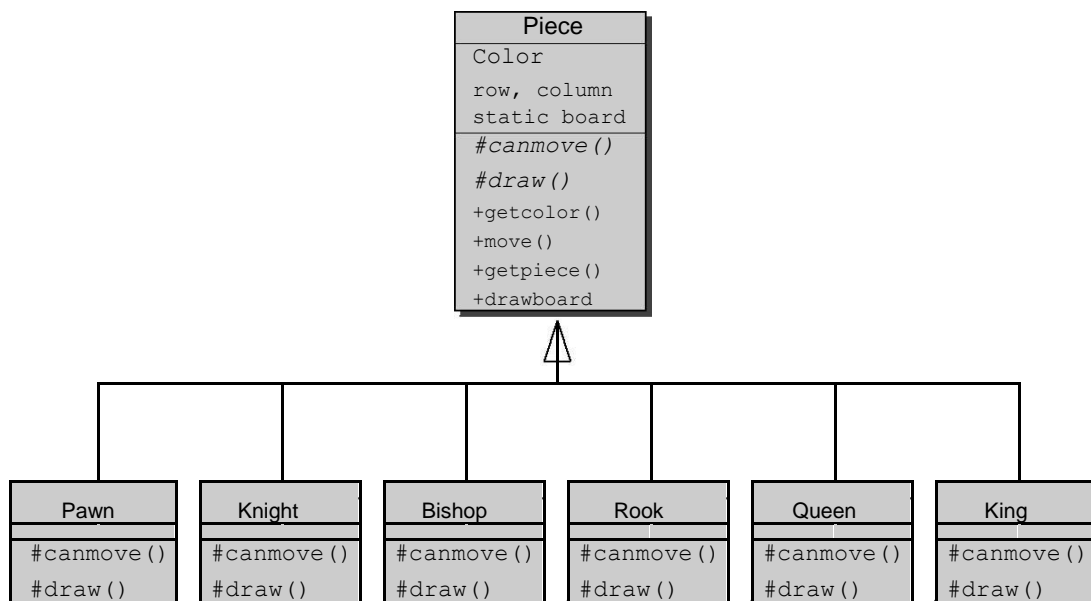 Piece
Color
row, column
static board
#canmove()
#draw()
+getcolor()
+move()
+getpiece()
+drawboard
Pawn
#canmove()
#draw()
Knight
#canmove()
#draw()
Bishop
#canmove()
#draw()
Rook
#canmove()
#draw()
Queen
#canmove()
#draw()
King
#canmove()
#draw()